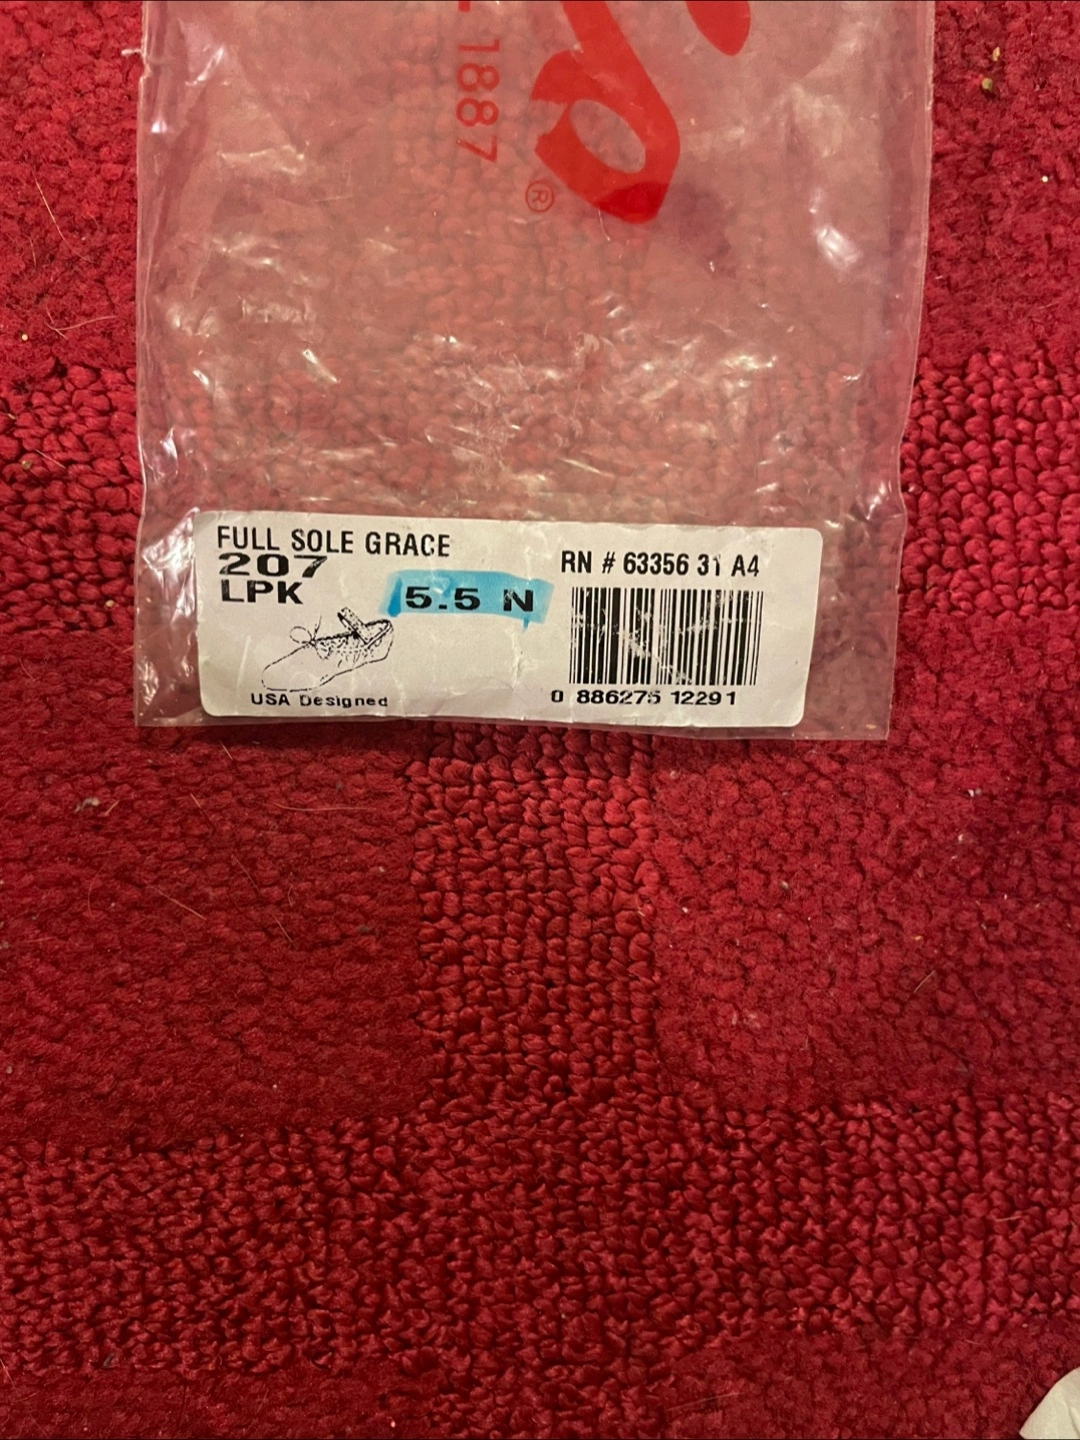 1887
®
FULL SOLE GRACE
207
LPK
5.5 N
USA Designed
RN # 63356 31 A4
0 886275 12291